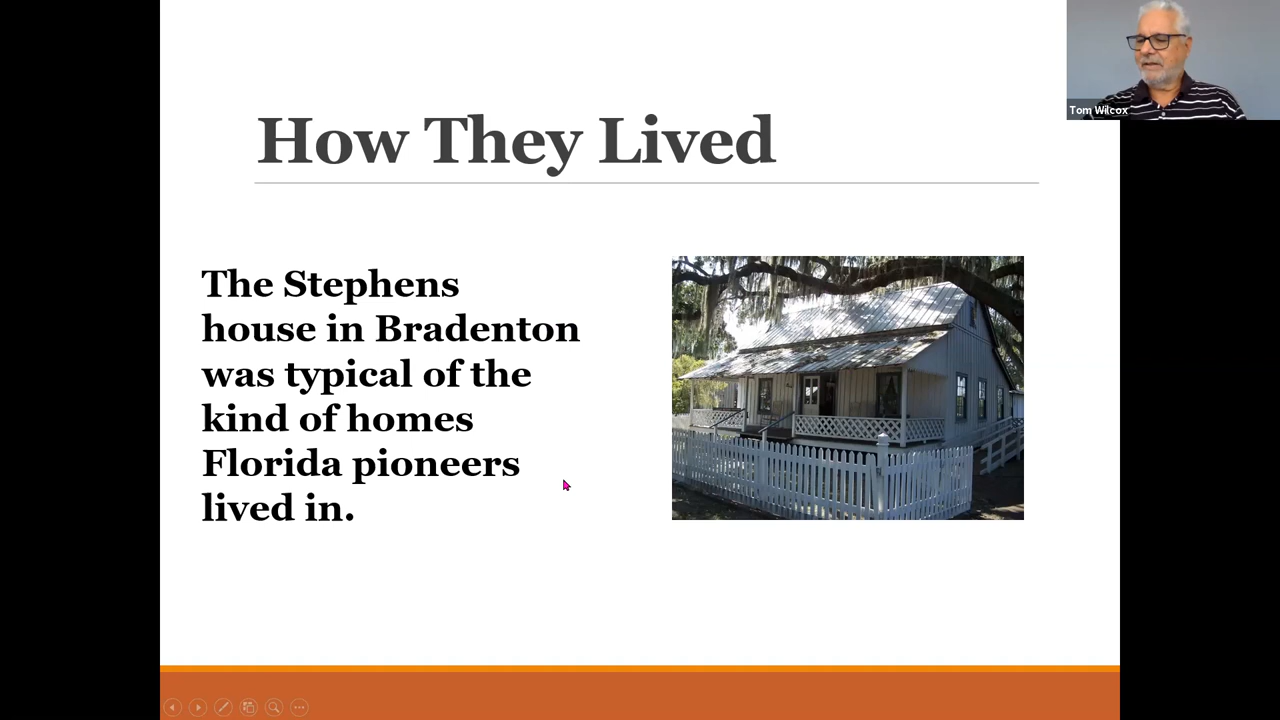 How They Lived
The Stephens
house in Bradenton
was typical of the
kind of homes
Florida pioneers
lived in.
Tom Wilcox